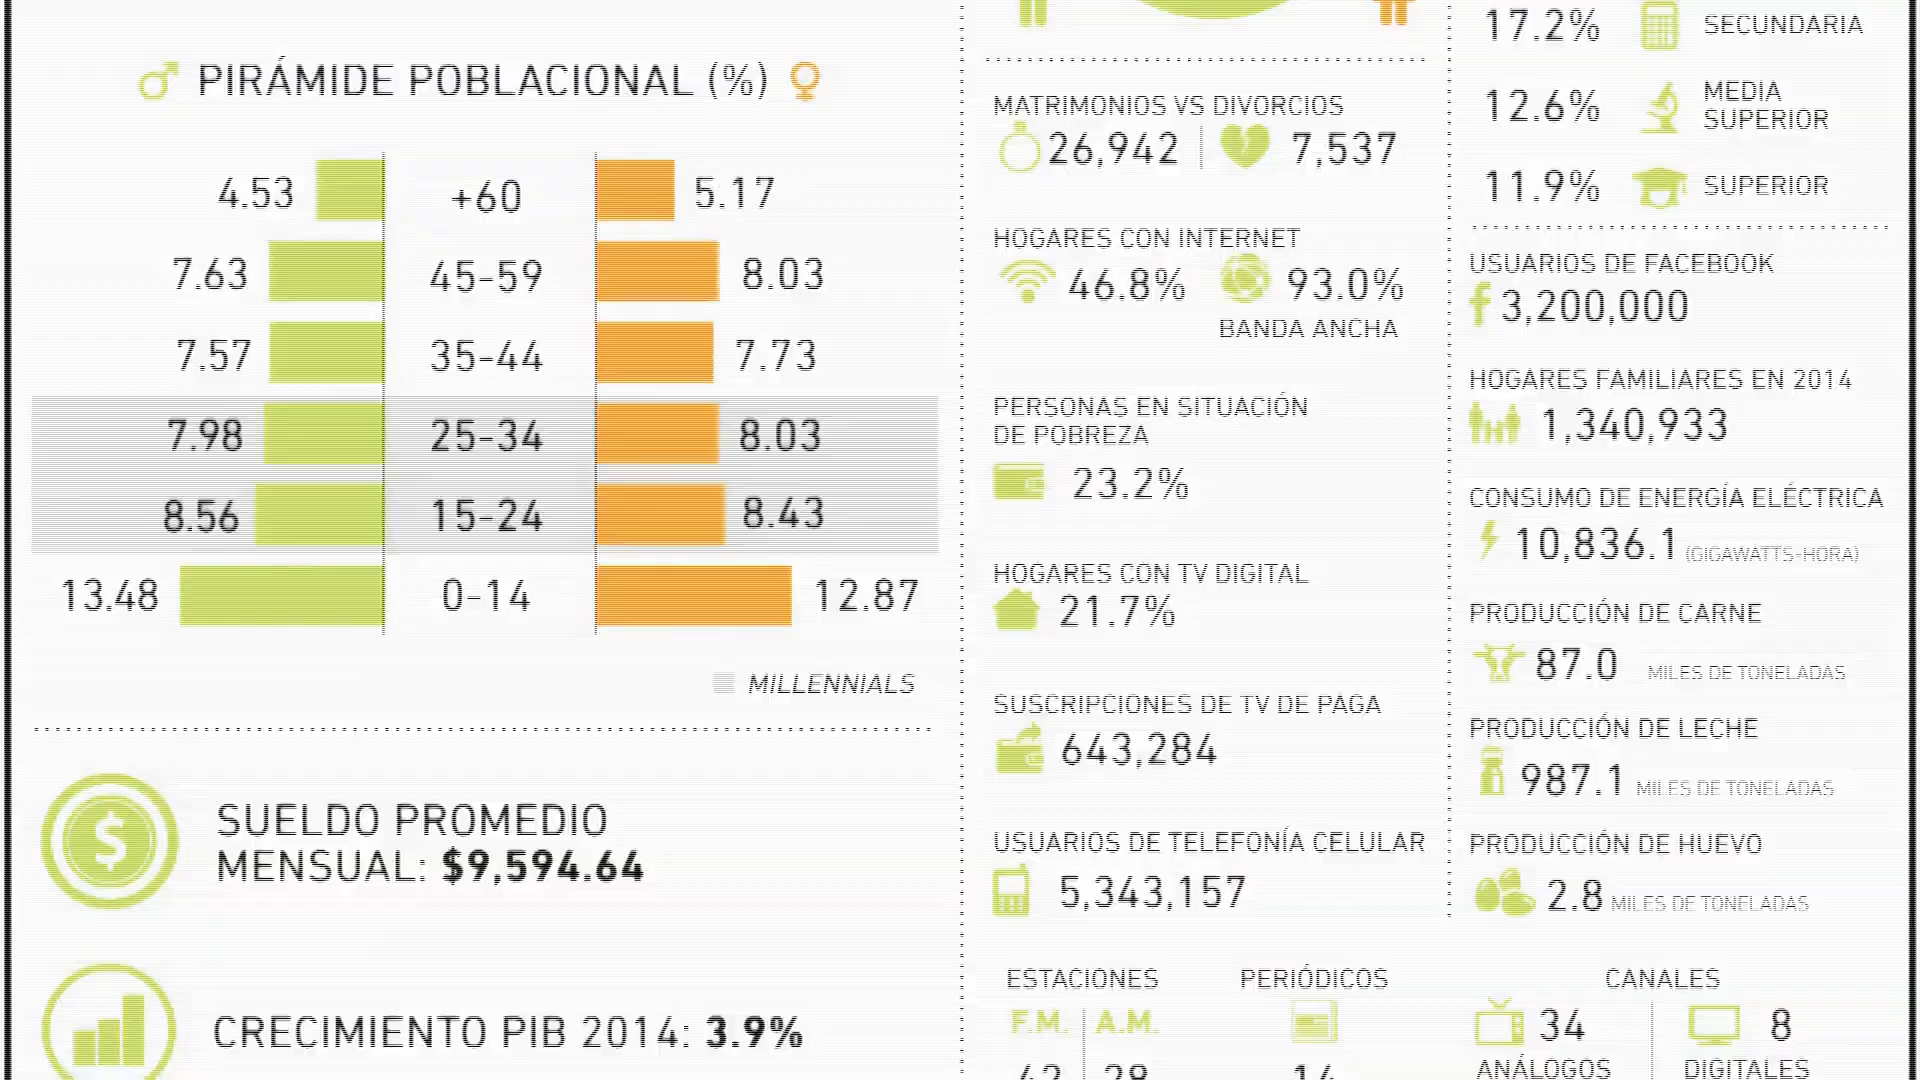 PIRÁMIDE POBLACIONAL (%)
4.53 +60 5.17
7.63 45-59 8.03
7.57 35-44 7.73
7.98 25-34 8.03
8.56 15-24 8.43
13.48 0-14 12.87
MILLENNIALS
SUELDO PROMEDIO
MENSUAL: $9,594.64
CRECIMIENTO PIB 2014: 3.9%
MATRIMONIOS VS DIVORCIOS
26,942 7,537
HOGARES CON INTERNET
46.8% 93.0%
BANDA ANCHA
PERSONAS EN SITUACIÓN
DE POBREZA
23.2%
HOGARES CON TV DIGITAL
21.7%
SUSCRIPCIONES DE TV DE PAGA
643,284
USUARIOS DE TELEFONÍA CELULAR
5,343,157
17.2% SECUNDARIA
12.6% MEDIA
SUPERIOR
11.9% SUPERIOR
USUARIOS DE FACEBOOK
3,200,000
HOGARES FAMILIARES EN 2014
1,340,933
CONSUMO DE ENERGÍA ELÉCTRICA
10,836.1 (GIGAWATTS-HORA)
PRODUCCIÓN DE CARNE
87.0 MILES DE TONELADAS
PRODUCCIÓN DE LECHE
987.1 MILES DE TONELADAS
PRODUCCIÓN DE HUEVO
2.8 MILES DE TONELADAS
ESTACIONES PERIÓDICOS CANALES
F.M. A.M. 34 8
ANÁLOGOS DIGITALES